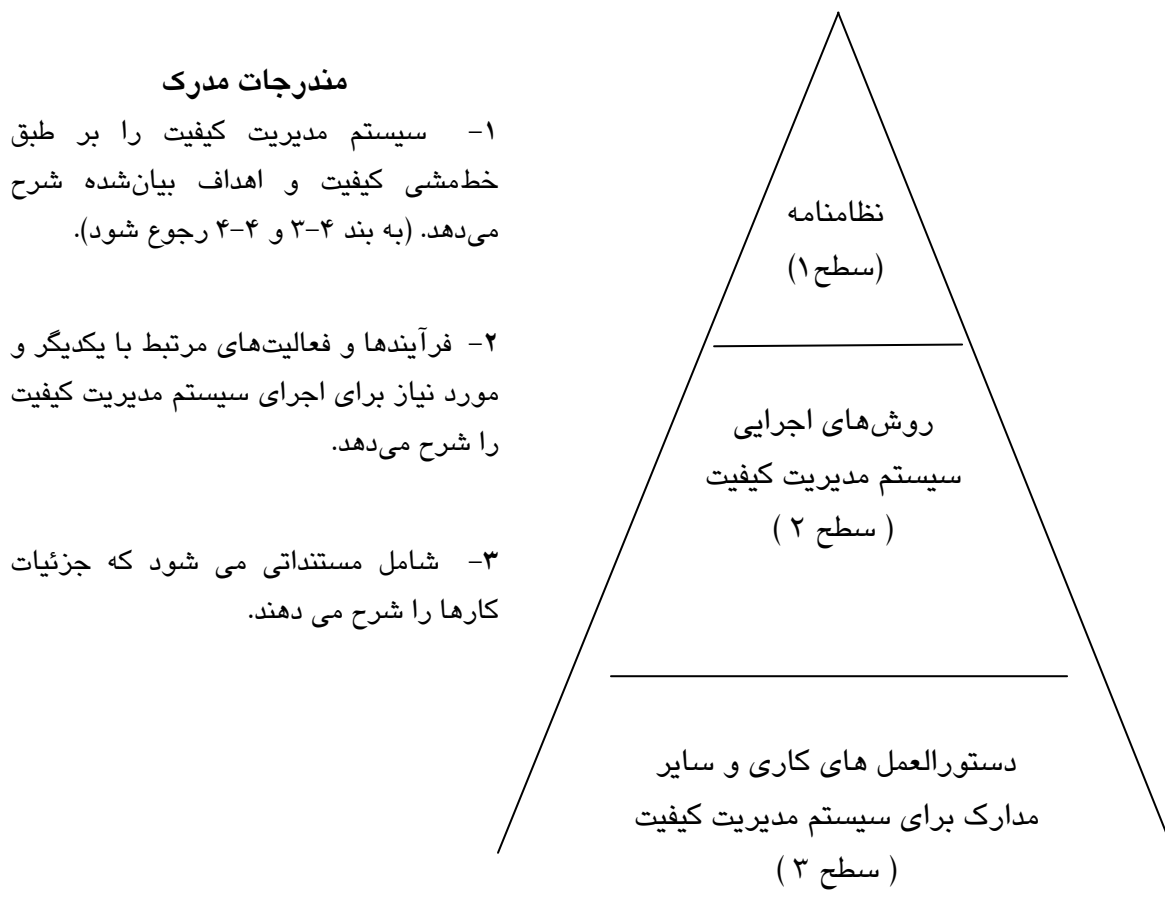 مندرجات مدرک
۱- سیستم مدیریت کیفیت را بر طبق
خط‌مشی کیفیت و اهداف بیان‌شده شرح
می‌دهد. (به بند ۴-۳ و ۴-۴ رجوع شود).
۲- فرآیندها و فعالیت‌های مرتبط با یکدیگر و
مورد نیاز برای اجرای سیستم مدیریت کیفیت
را شرح می‌دهد.
۳- شامل مستنداتی می شود که جزئیات
کارها را شرح می دهند.
نظامنامه
(سطح۱)
روش‌های اجرایی
سیستم مدیریت کیفیت
( سطح ۲ )
دستورالعمل های کاری و سایر
مدارک برای سیستم مدیریت کیفیت
( سطح ۳ )